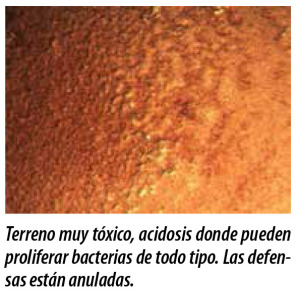 Terreno muy tóxico, acidosis donde pueden
proliferar bacterias de todo tipo. Las defen-
sas están anuladas.